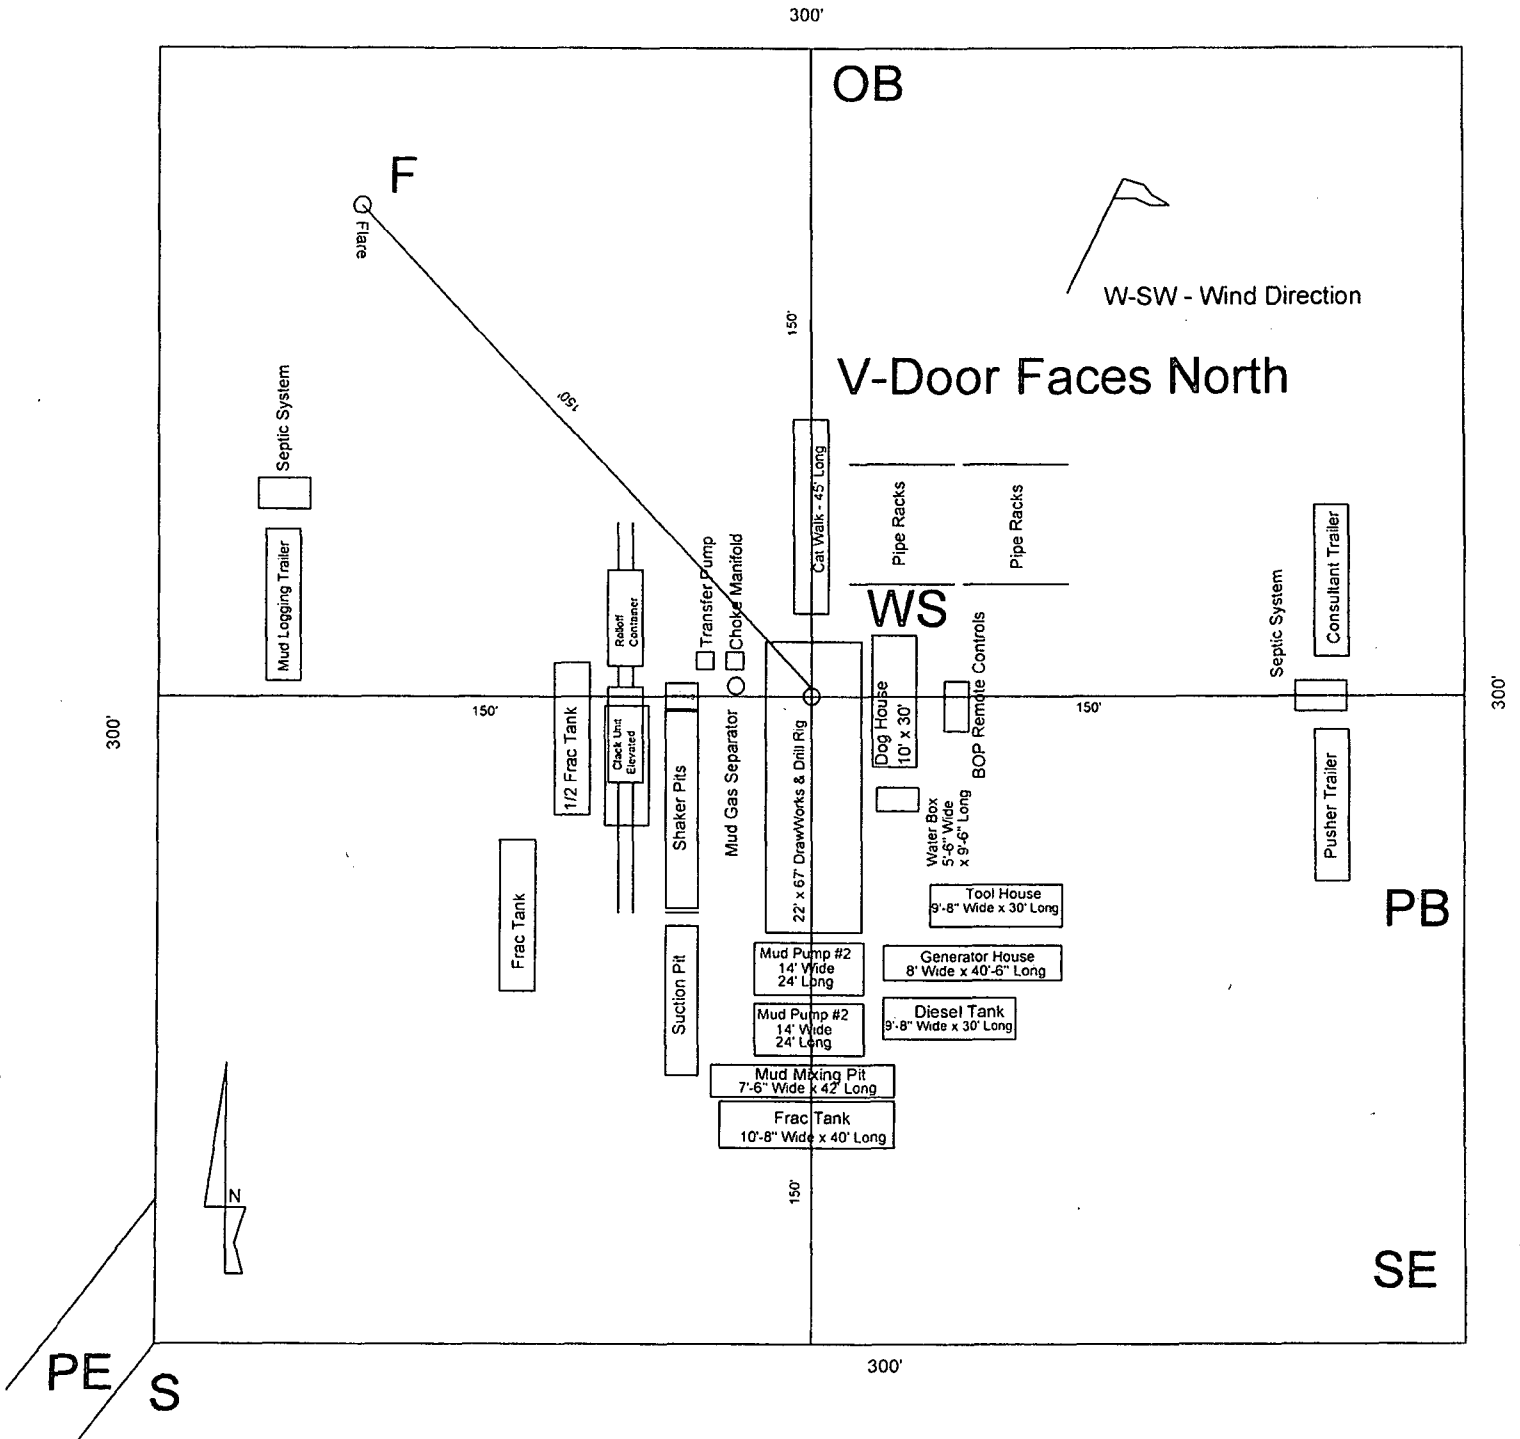 300'
OB
F
Flare
W-SW - Wind Direction
150'
V-Door Faces North
150'
Septic System
Cat Walk - 45' Long
Pipe Racks
Pipe Racks
Mud Logging Trailer
Rolloff
Container
Transfer Pump
Choke Manifold
WS
BOP Remote Controls
Septic System
Consultant Trailer
300'
150'
150'
300'
1/2 Frac Tank
Elevated
Shaker Pits
Mud Gas Separator
22' x 67' DrawWorks & Drill Rig
Dog House
10' x 30'
Water Box
5'-6" Wide
x 9'-6" Long
Pusher Trailer
Tool House
9'-8" Wide x 30' Long
PB
Frac Tank
Suction Pit
Mud Pump #2
14' Wide
24' Long
Generator House
8' Wide x 40'-6" Long
Mud Pump #2
14' Wide
24' Long
Diesel Tank
9'-8" Wide x 30' Long
Mud Mixing Pit
7'-6" Wide x 42' Long
Frac Tank
10'-8" Wide x 40' Long
N
150'
SE
PE
S
300'